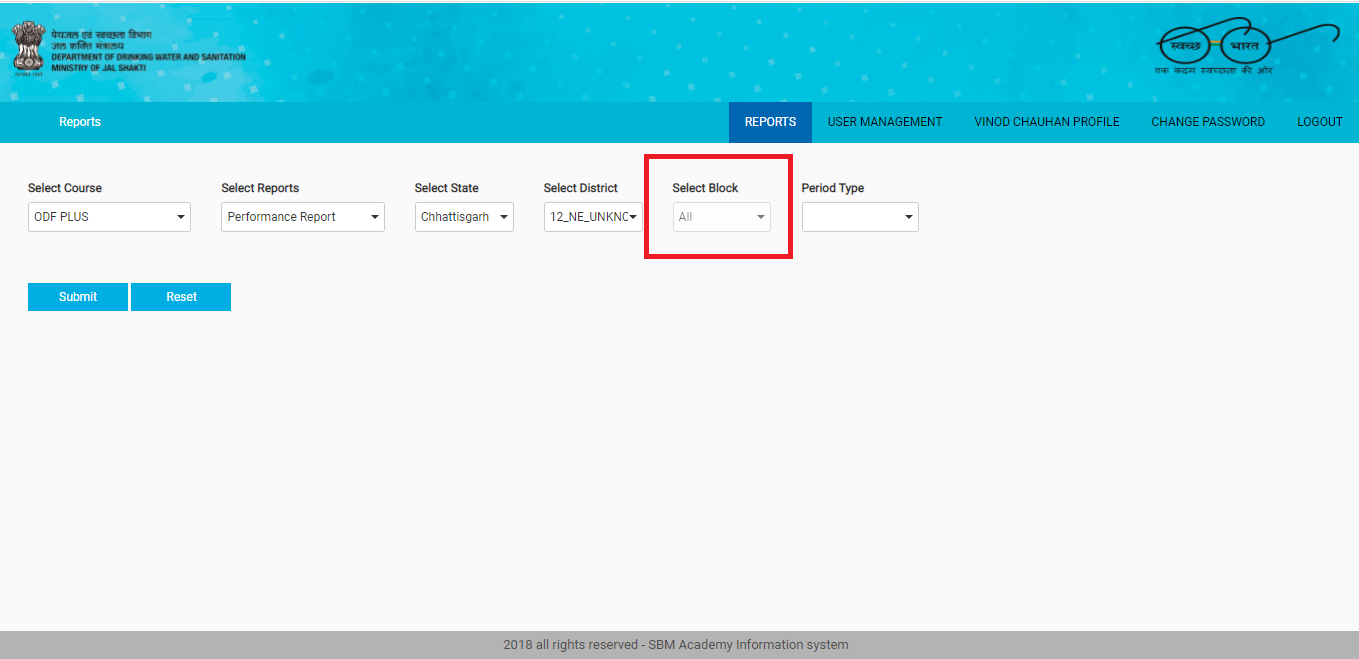 पेयजल एवं स्वच्छता विभाग
जल शक्ति मंत्रालय
DEPARTMENT OF DRINKING WATER AND SANITATION
MINISTRY OF JAL SHAKTI
सत्यमेव जयते
स्वच्छ भारत
एक कदम स्वच्छता की ओर
Reports
REPORTS USER MANAGEMENT VINOD CHAUHAN PROFILE CHANGE PASSWORD LOGOUT
Select Course Select Reports Select State Select District Select Block Period Type
ODF PLUS Performance Report Chhattisgarh 12_NE_UNKNO All
Submit Reset
2018 all rights reserved - SBM Academy Information system